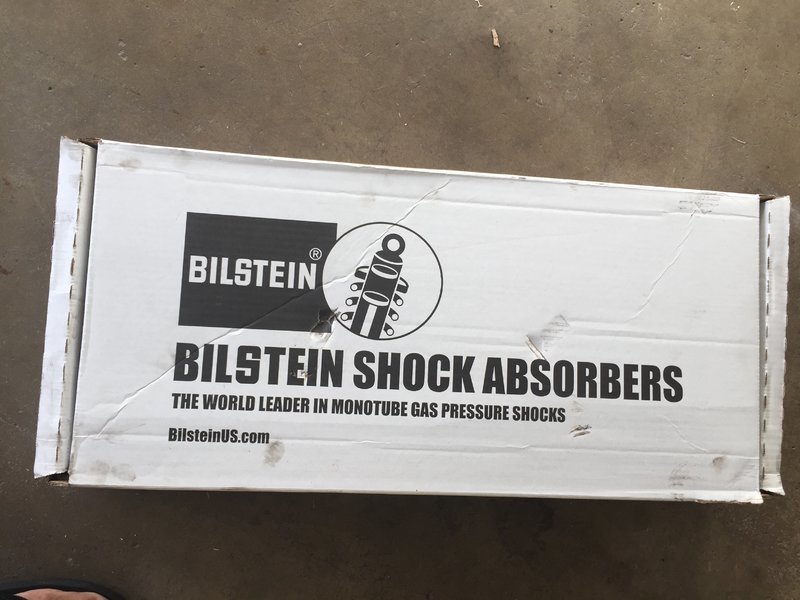 BILSTEIN®
BILSTEIN SHOCK ABSORBERS
THE WORLD LEADER IN MONOTUBE GAS PRESSURE SHOCKS
BilsteinUS.com